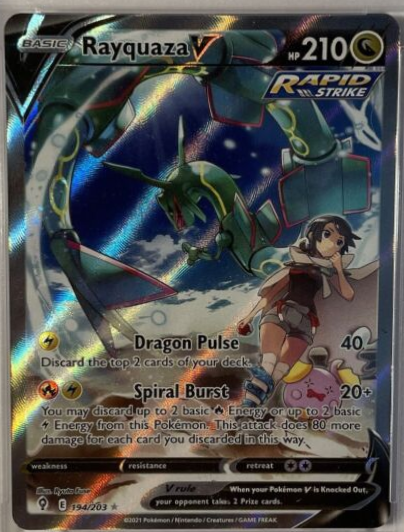 BASIC Rayquaza V HP 210
RAPID STRIKE
Dragon Pulse 40
Discard the top 2 cards of your deck.
Spiral Burst 20+
You may discard up to 2 basic Energy or up to 2 basic
Energy from this Pokémon. This attack does 80 more
damage for each card you discarded in this way.
weakness resistance retreat
Illus. Ryuta Fuse V rule When your Pokémon V is Knocked Out,
E 194/203 your opponent takes 2 Prize cards.
©2021 Pokémon / Nintendo / Creatures / GAME FREAK